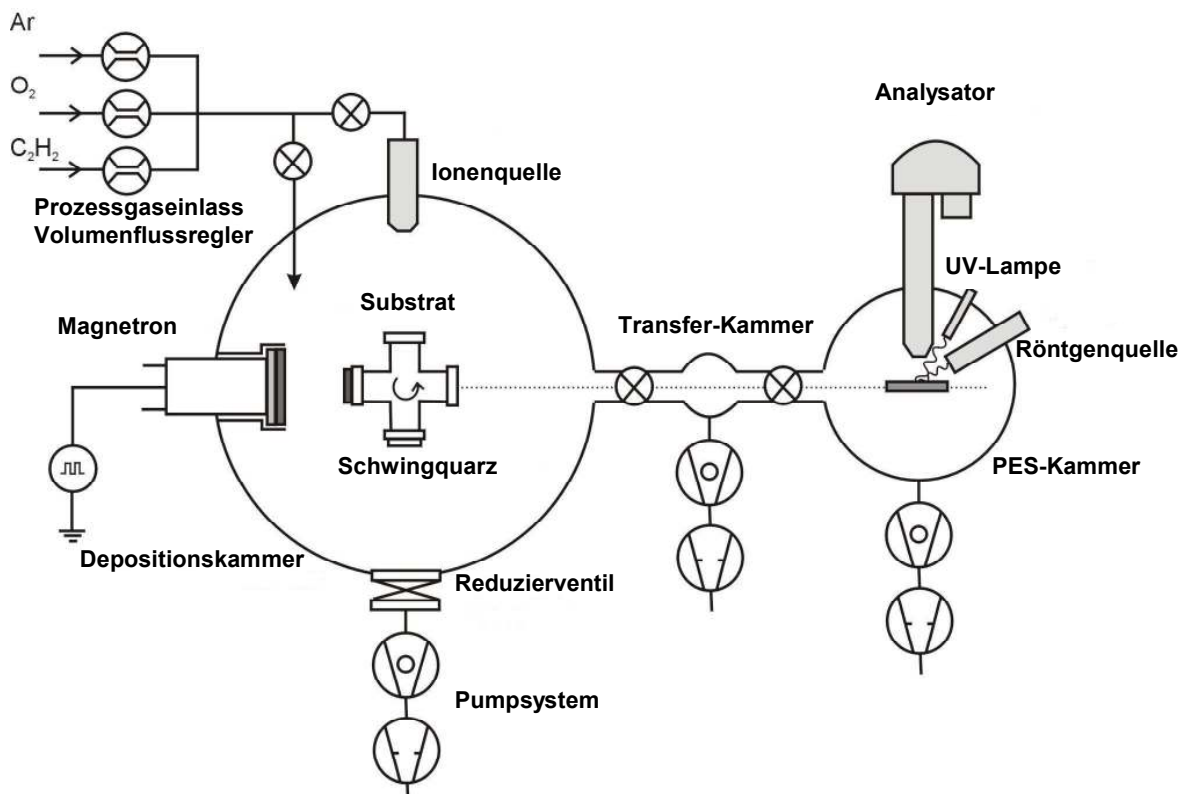 Ar
O₂
C₂H₂
Prozessgaseinlass
Volumenflussregler
Ionenquelle
Analysator
UV-Lampe
Röntgenquelle
Magnetron
Substrat
Transfer-Kammer
Schwingquarz
PES-Kammer
Depositionskammer
Reduzierventil
Pumpsystem